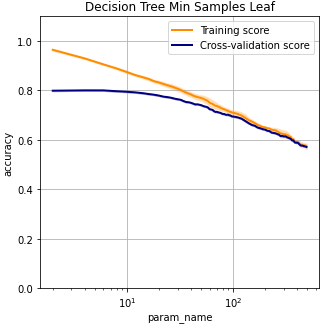 Decision Tree Min Samples Leaf
Training score
Cross-validation score
1.0
0.8
0.6
0.4
0.2
0.0
accuracy
10¹
10²
param_name